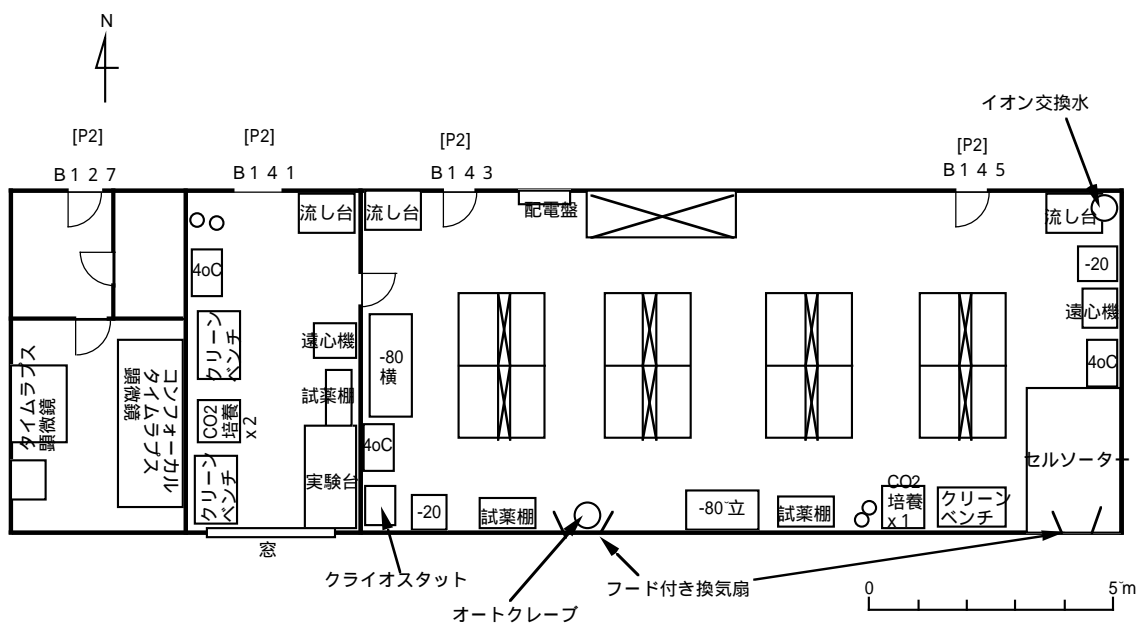 N
イオン交換水
[P2]
[P2]
[P2]
[P2]
B127
B141
B143
B145
流し台
流し台
配電盤
流し台
4oC
-20
クリーン
ベンチ
遠心機
遠心機
-80
横
4oC
タイムラプス
顕微鏡
コンフォーカル
タイムラプス
顕微鏡
試薬棚
CO2
培養
x 2
4oC
クリーン
ベンチ
実験台
セルソーター
-20
試薬棚
-80 立
試薬棚
CO2
培養
x 1
クリーン
ベンチ
窓
クライオスタット
オートクレーブ
フード付き換気扇
0
5 m